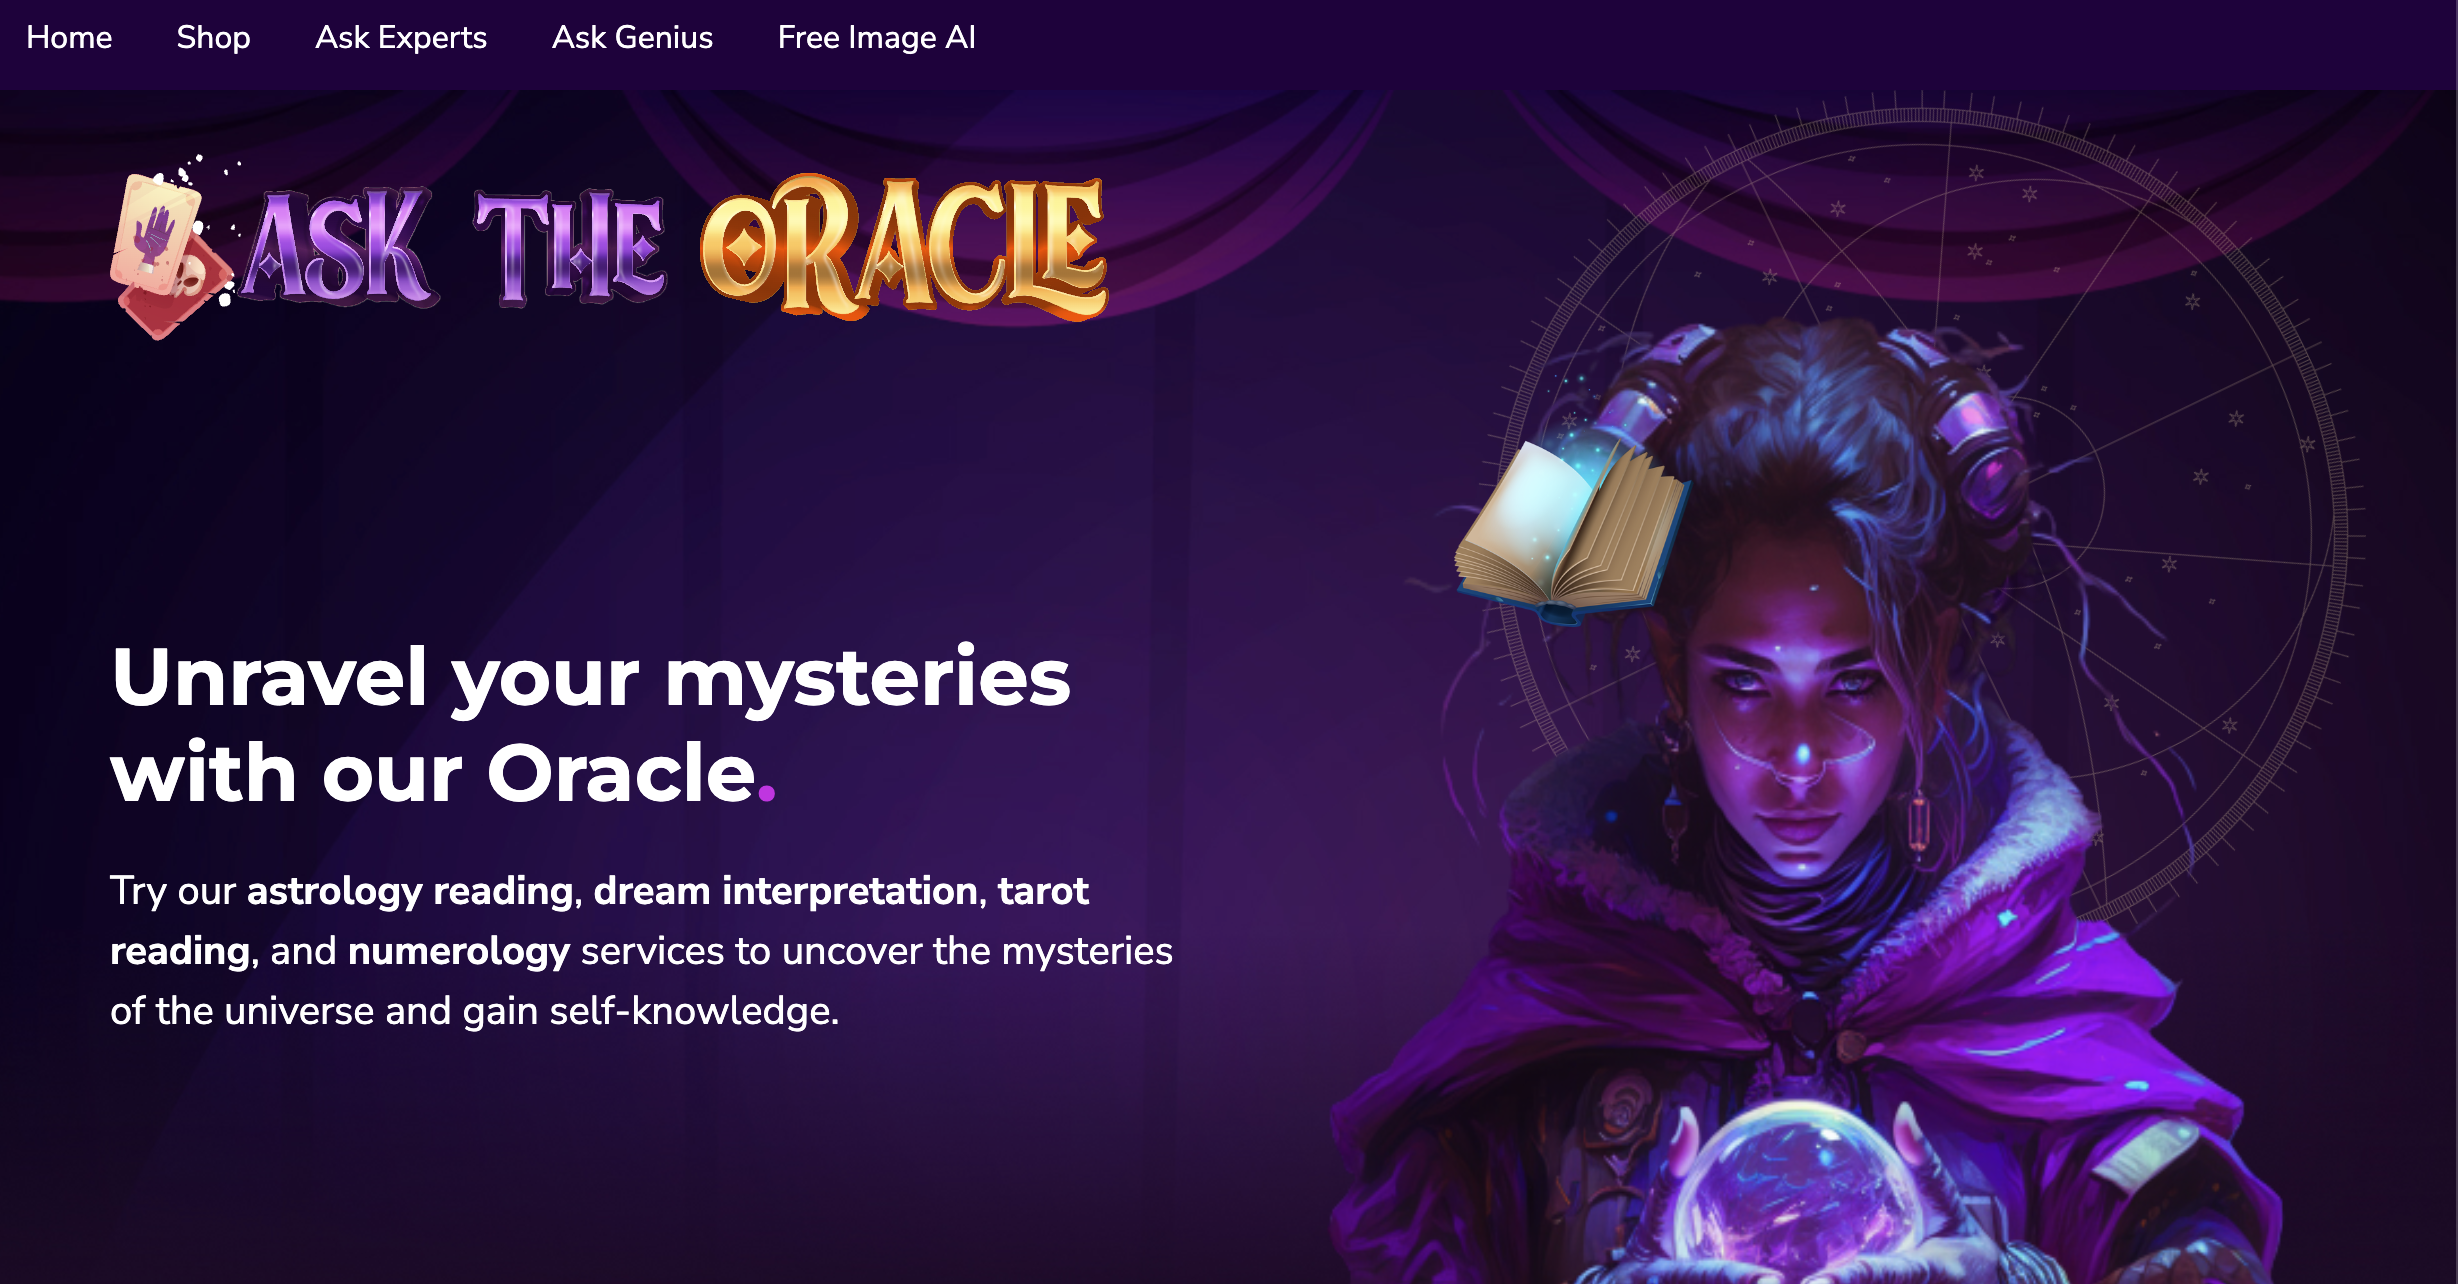 Home Shop Ask Experts Ask Genius Free Image AI
ASK THE ORACLE
Unravel your mysteries
with our Oracle.
Try our astrology reading, dream interpretation, tarot
reading, and numerology services to uncover the mysteries
of the universe and gain self-knowledge.